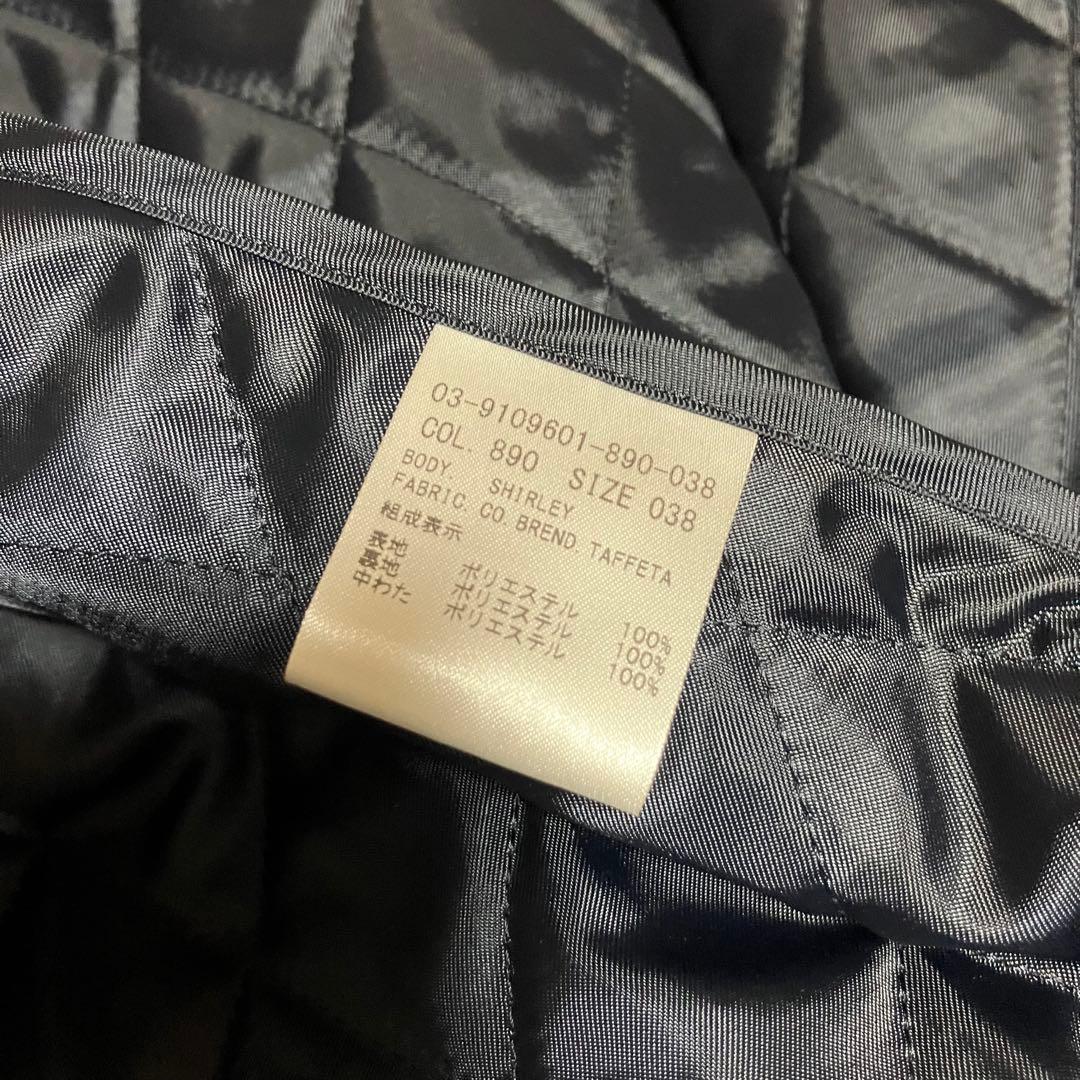 03-9109601-890-038
COL. 890 SIZE 038
BODY. SHIRLEY
FABRIC. CO. BREND. TAFFETA
組成表示
表地 ポリエステル 100%
裏地 ポリエステル 100%
中わた ポリエステル 100%